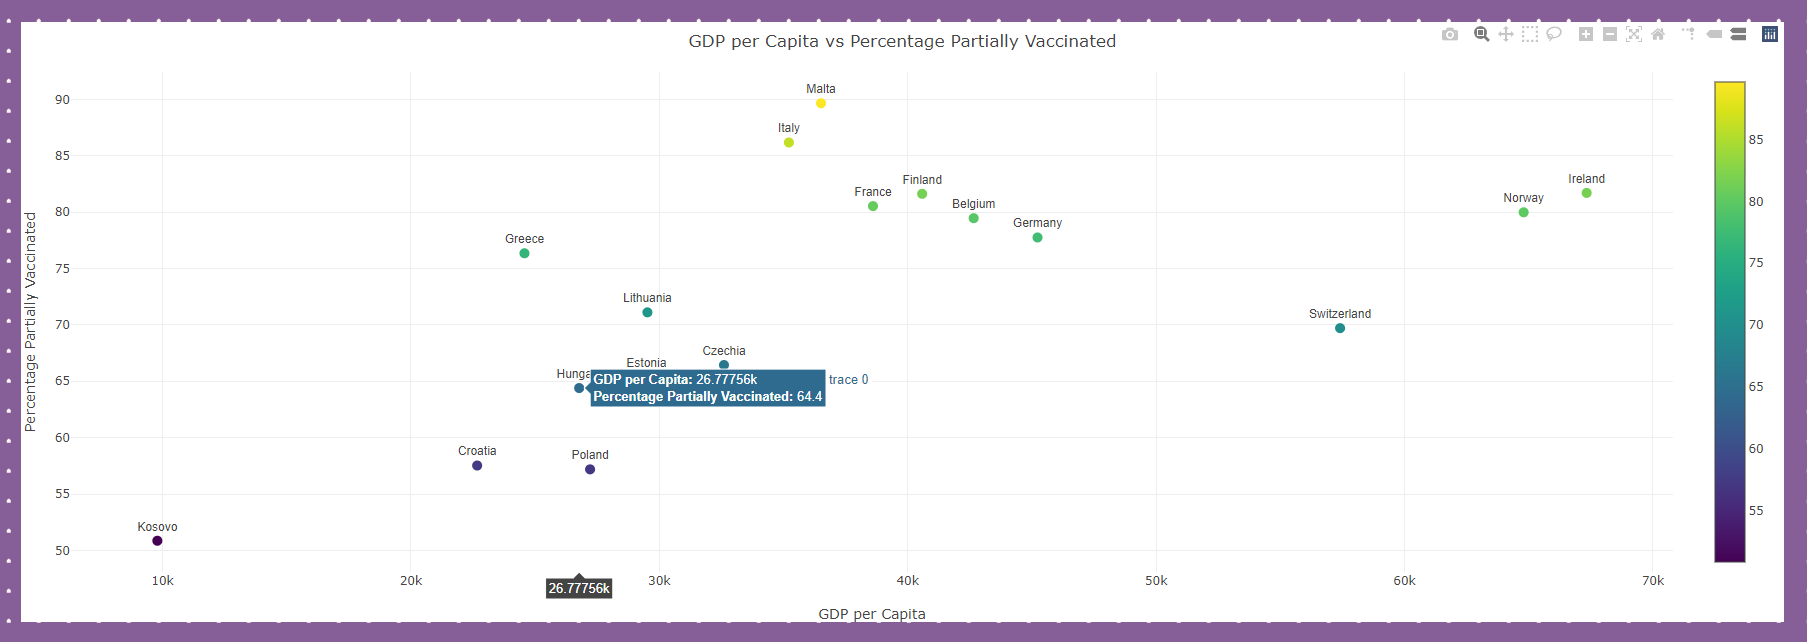 GDP per Capita vs Percentage Partially Vaccinated
Malta
90
Italy
85
85
Finland
Ireland
France
Norway
Belgium
80
80
Germany
Greece
Percentage Partially Vaccinated
75
75
Lithuania
Switzerland
70
70
Czechia
Estonia
Hunga
GDP per Capita: 26.77756k
trace 0
65
65
Percentage Partially Vaccinated: 64.4
60
60
Croatia
Poland
55
55
Kosovo
50
10k
20k
30k
40k
50k
60k
70k
26.77756k
GDP per Capita